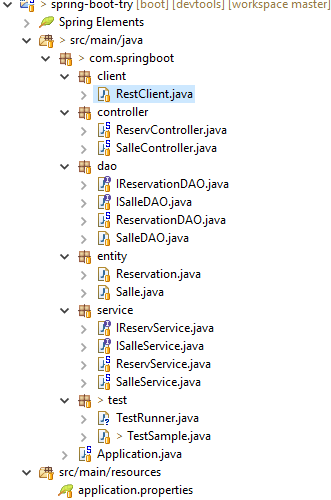 > spring-boot-try [boot] [devtools] [workspace master]
Spring Elements
> src/main/java
> com.springboot
client
RestClient.java
controller
ReservController.java
SalleController.java
dao
IReservationDAO.java
ISalleDAO.java
ReservationDAO.java
SalleDAO.java
entity
Reservation.java
Salle.java
service
IReservService.java
ISalleService.java
ReservService.java
SalleService.java
> test
TestRunner.java
> TestSample.java
Application.java
src/main/resources
application.properties